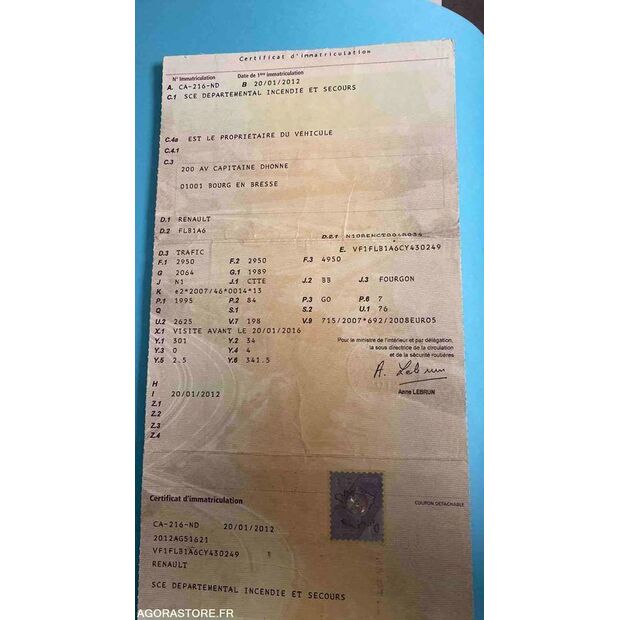 Certificat d'immatriculation
N° Immatriculation Date de 1ère immatriculation
A. CA-216-ND B 20/01/2012
C.1 SCE DEPARTEMENTAL INCENDIE ET SECOURS
C.4a EST LE PROPRIÉTAIRE DU VÉHICULE
C.4.1
C.3
200 AV CAPITAINE DHONNE
01001 BOURG EN BRESSE
D.1 RENAULT
D.2 FLB1A6 D.2.1
D.3 TRAFIC E. VF1FLB1A6CY430249
F.1 2950 F.2 2950 F.3 4950
G 2064 G.1 1989
J N1 J.1 CTTE J.2 BB J.3 FOURGON
K e2*2007/46*0014*13
P.1 1995 P.2 84 P.3 GO P.6 7
Q S.1 S.2 U.1 76
U.2 2625 V.7 198 V.9 715/2007*692/2008EURO5
X.1 VISITE AVANT LE 20/01/2016
Y.1 301 Y.2 34
Y.3 0 Y.4 4
Y.5 2.5 Y.6 341.5
Pour le ministre de l'intérieur et par délégation,
la sous directrice de la circulation
et de la sécurité routières
A. Lebrun
Anne LEBRUN
H
I 20/01/2012
Z.1
Z.2
Z.3
Z.4
Certificat d'immatriculation COUPON DÉTACHABLE
CA-216-ND 20/01/2012
2012AG51621
VF1FLB1A6CY430249
RENAULT
SCE DEPARTEMENTAL INCENDIE ET SECOURS
AGORASTORE.FR